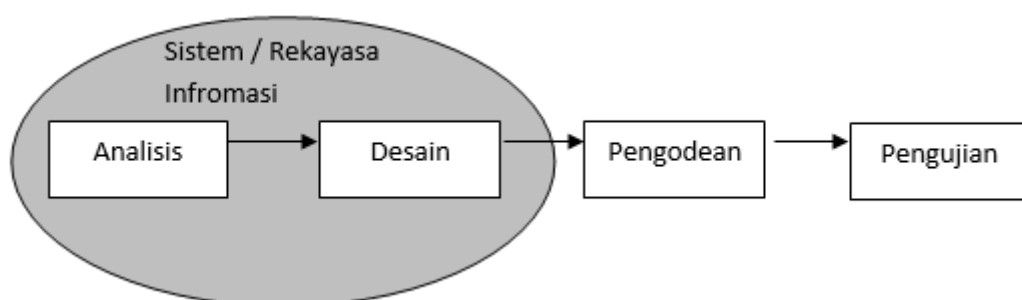 Sistem / Rekayasa
Infromasi
Analisis
Desain
Pengodean
Pengujian